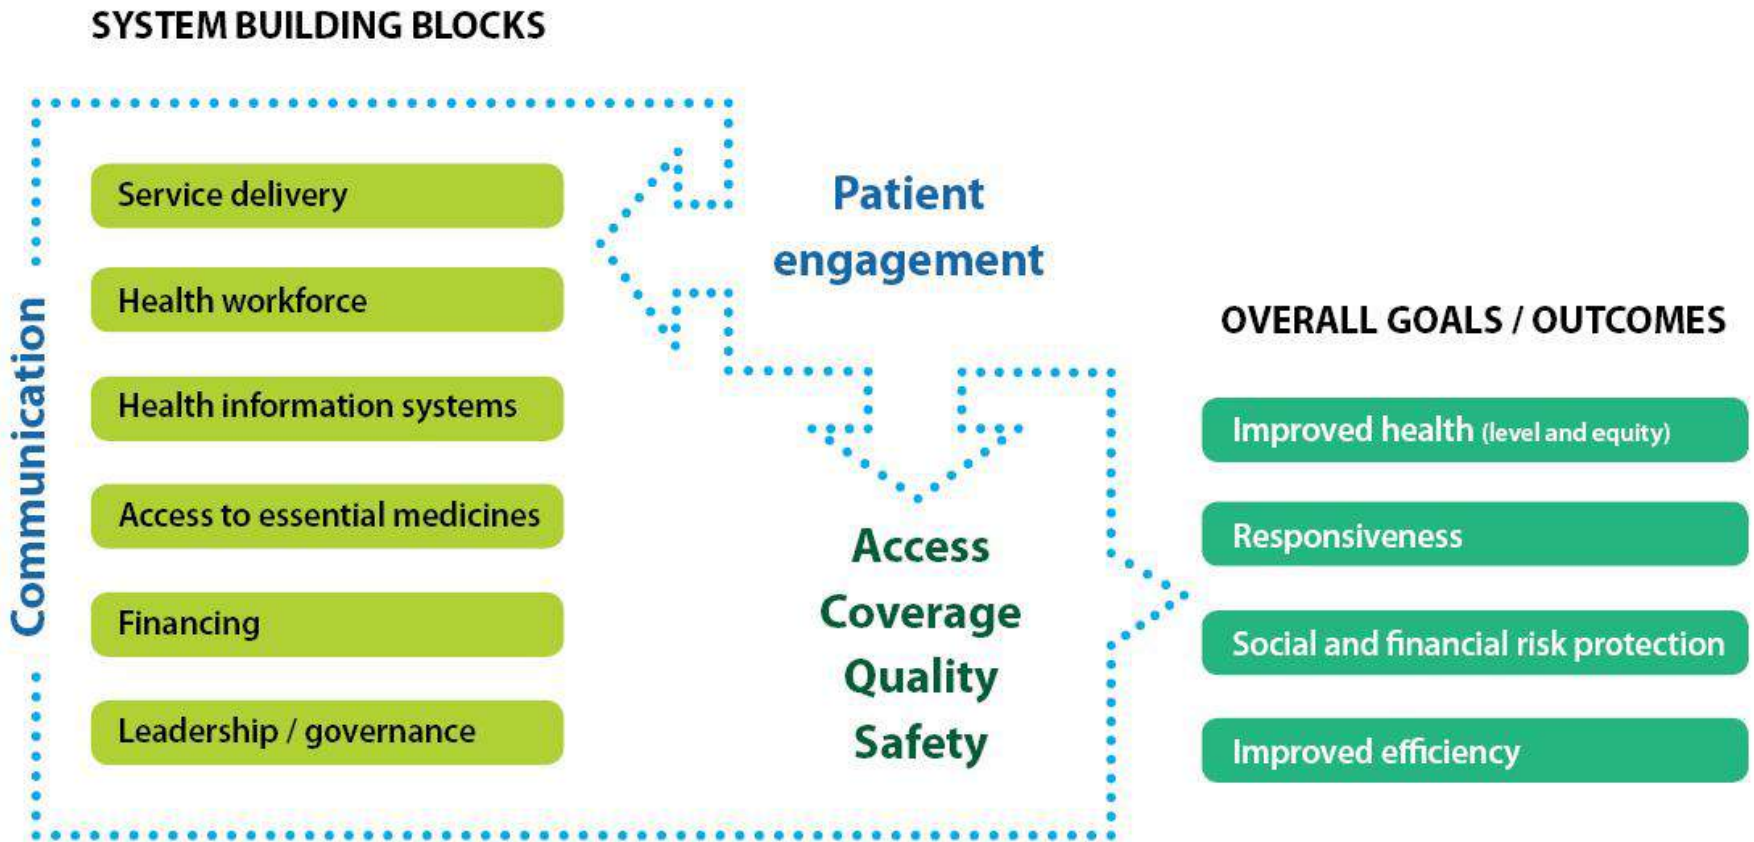 SYSTEM BUILDING BLOCKS
Communication
Service delivery
Health workforce
Health information systems
Access to essential medicines
Financing
Leadership / governance
Patient
engagement
Access
Coverage
Quality
Safety
OVERALL GOALS / OUTCOMES
Improved health (level and equity)
Responsiveness
Social and financial risk protection
Improved efficiency